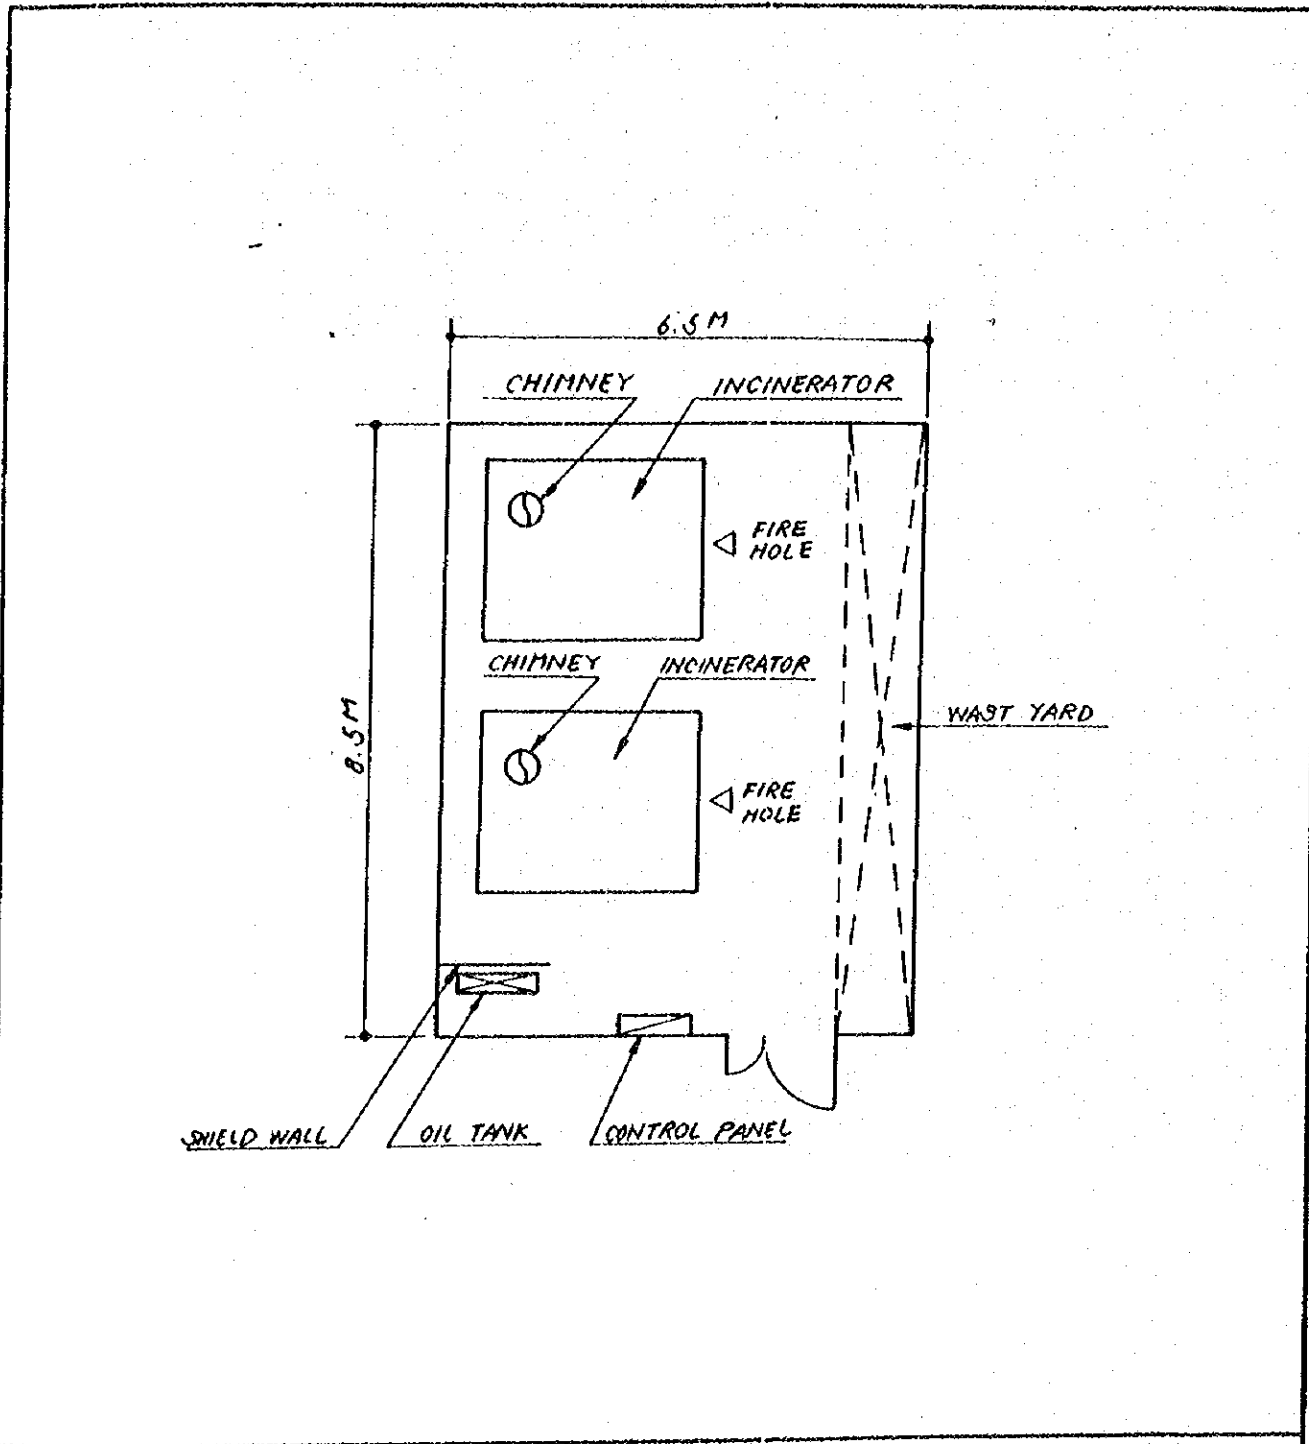 6.5 M
CHIMNEY
INCINERATOR
FIRE
HOLE
CHIMNEY
INCINERATOR
8.5 M
WAST YARD
FIRE
HOLE
SHIELD WALL
OIL TANK
CONTROL PANEL